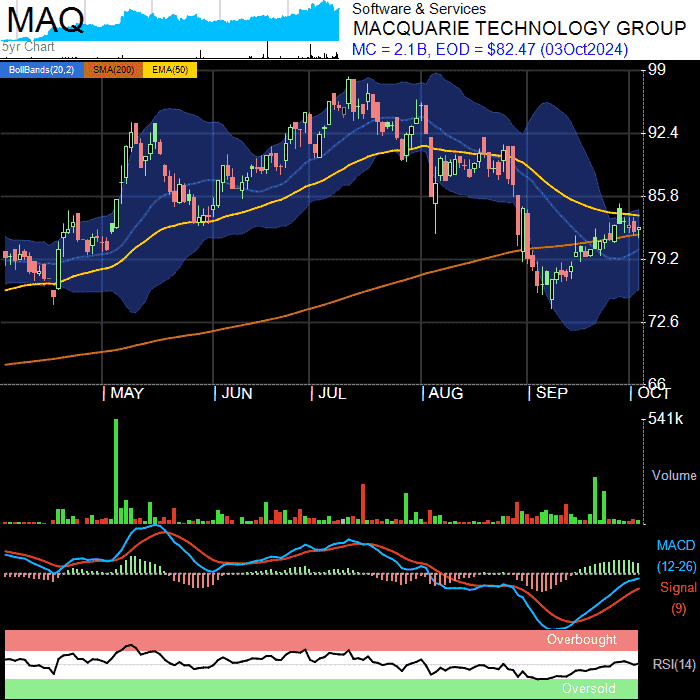 MAQ
5yr Chart
Software & Services
MACQUARIE TECHNOLOGY GROUP
MC = 2.1B, EOD = $82.47 (03Oct2024)
BollBands(20,2) SMA(200) EMA(50)
99
92.4
85.8
79.2
72.6
66
| MAY | JUN | JUL | AUG | SEP | OCT
541k
Volume
MACD
(12-26)
Signal
(9)
Overbought
RSI(14)
Oversold